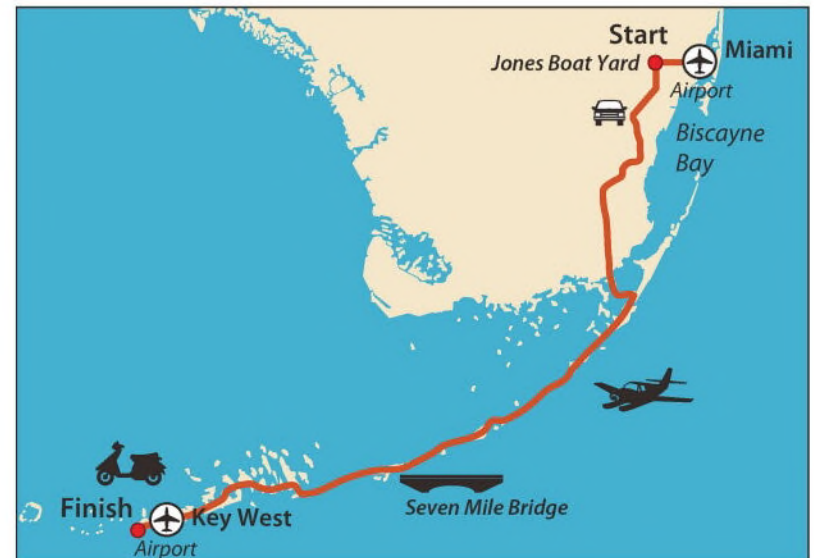 Start
Jones Boat Yard
Miami
Airport
Biscayne
Bay
Seven Mile Bridge
Finish
Key West
Airport